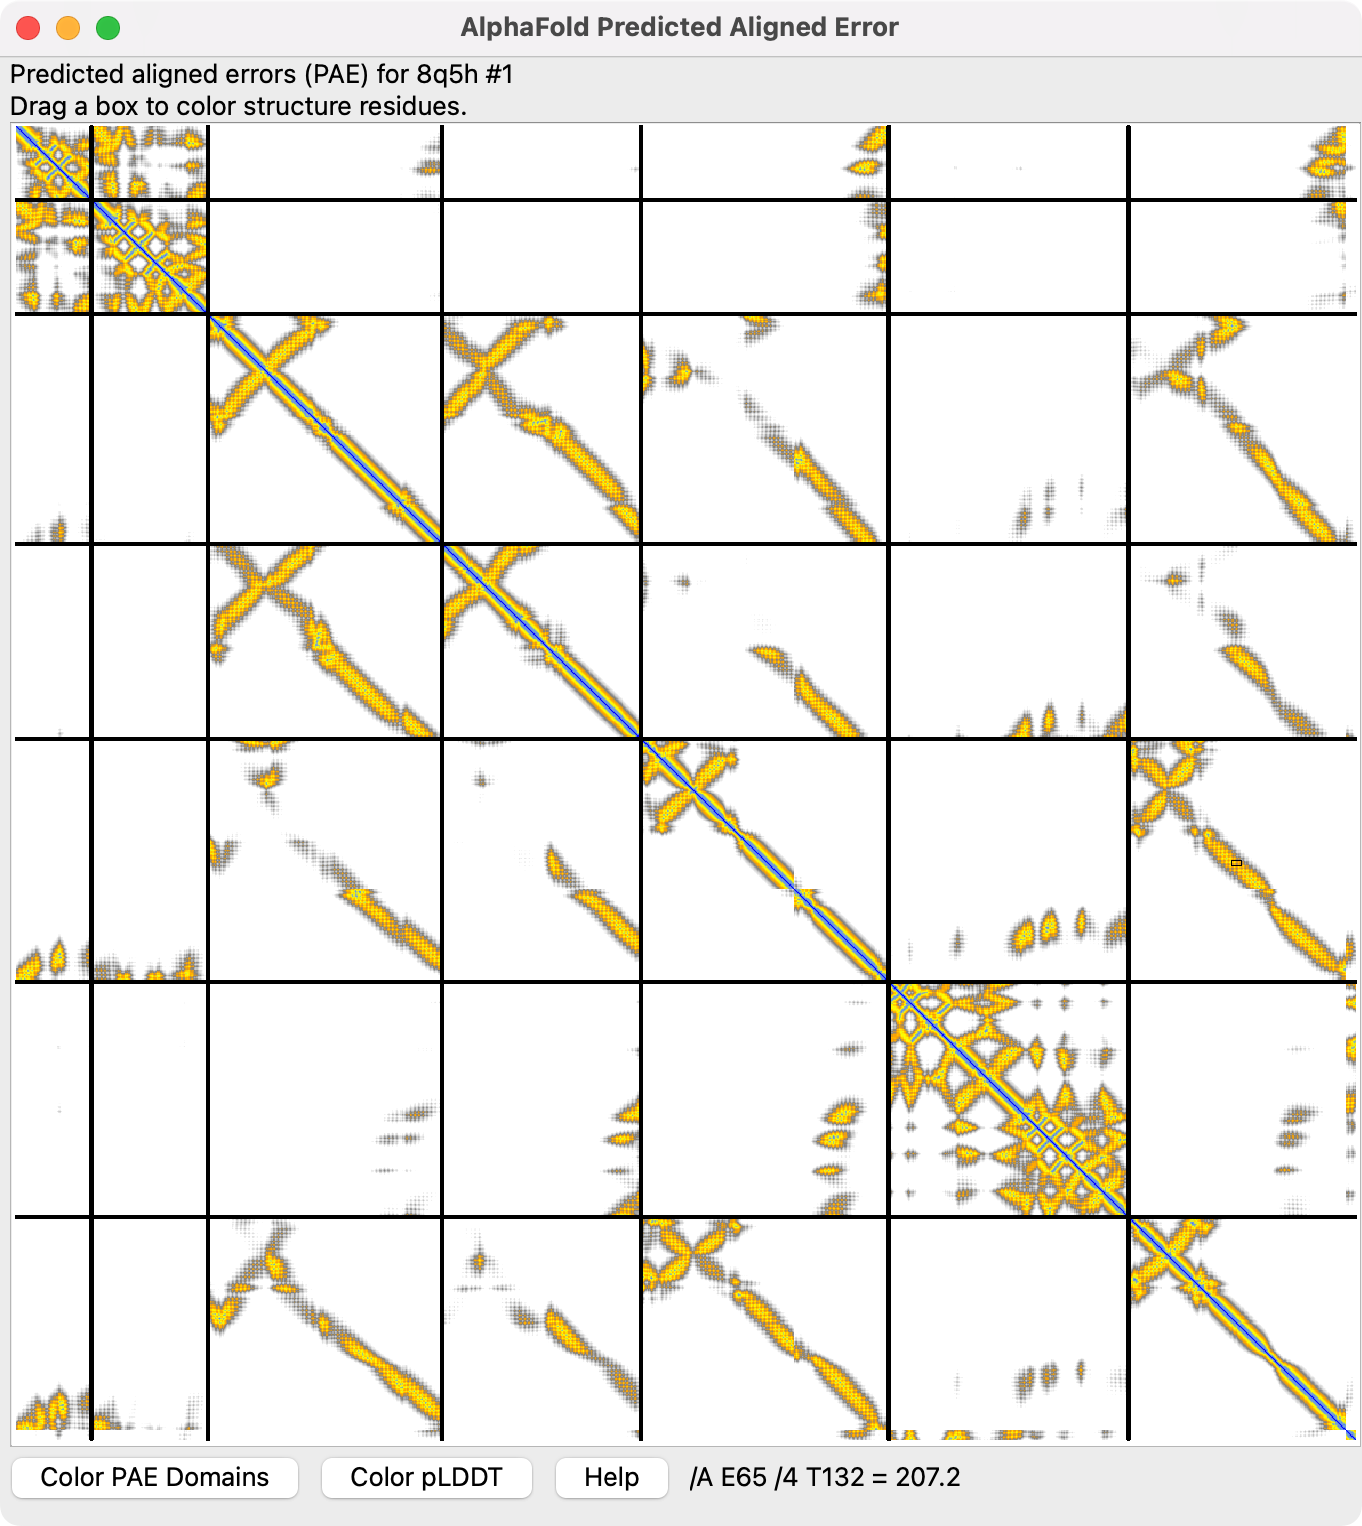 AlphaFold Predicted Aligned Error
Predicted aligned errors (PAE) for 8q5h #1
Drag a box to color structure residues.
Color PAE Domains
Color pLDDT
Help
/A E65 /4 T132 = 207.2